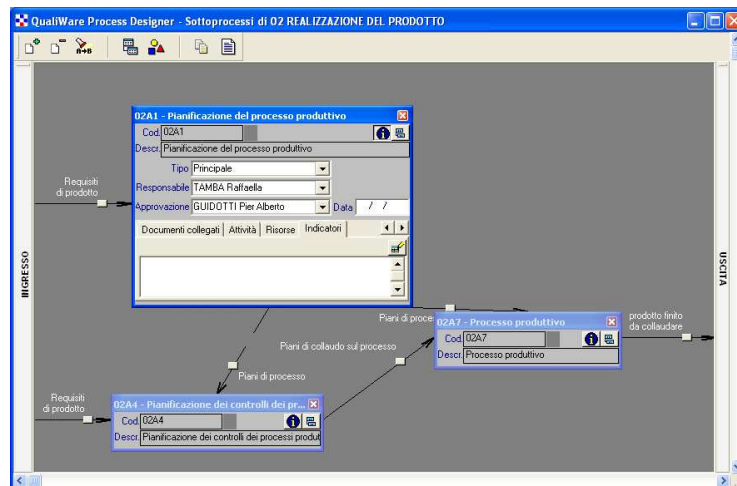 QualiWare Process Designer - Sottoprocessi di 02 REALIZZAZIONE DEL PRODOTTO
A+B
INGRESSO
USCITA
02A1 - Pianificazione del processo produttivo
Cod. 02A1
Descr. Pianificazione del processo produttivo
Tipo Principale
Responsabile TAMBA Raffaella
Approvazione GUIDOTTI Pier Alberto Data / /
Documenti collegati Attività Risorse Indicatori
Requisiti
di prodotto
Piani di proce
02A7 - Processo produttivo
Cod. 02A7
Descr. Processo produttivo
prodotto finito
da collaudare
Piani di collaudo sul processo
Piani di processo
Requisiti
di prodotto
02A4 - Pianificazione dei controlli dei pr...
Cod. 02A4
Descr. Pianificazione dei controlli dei processi produt